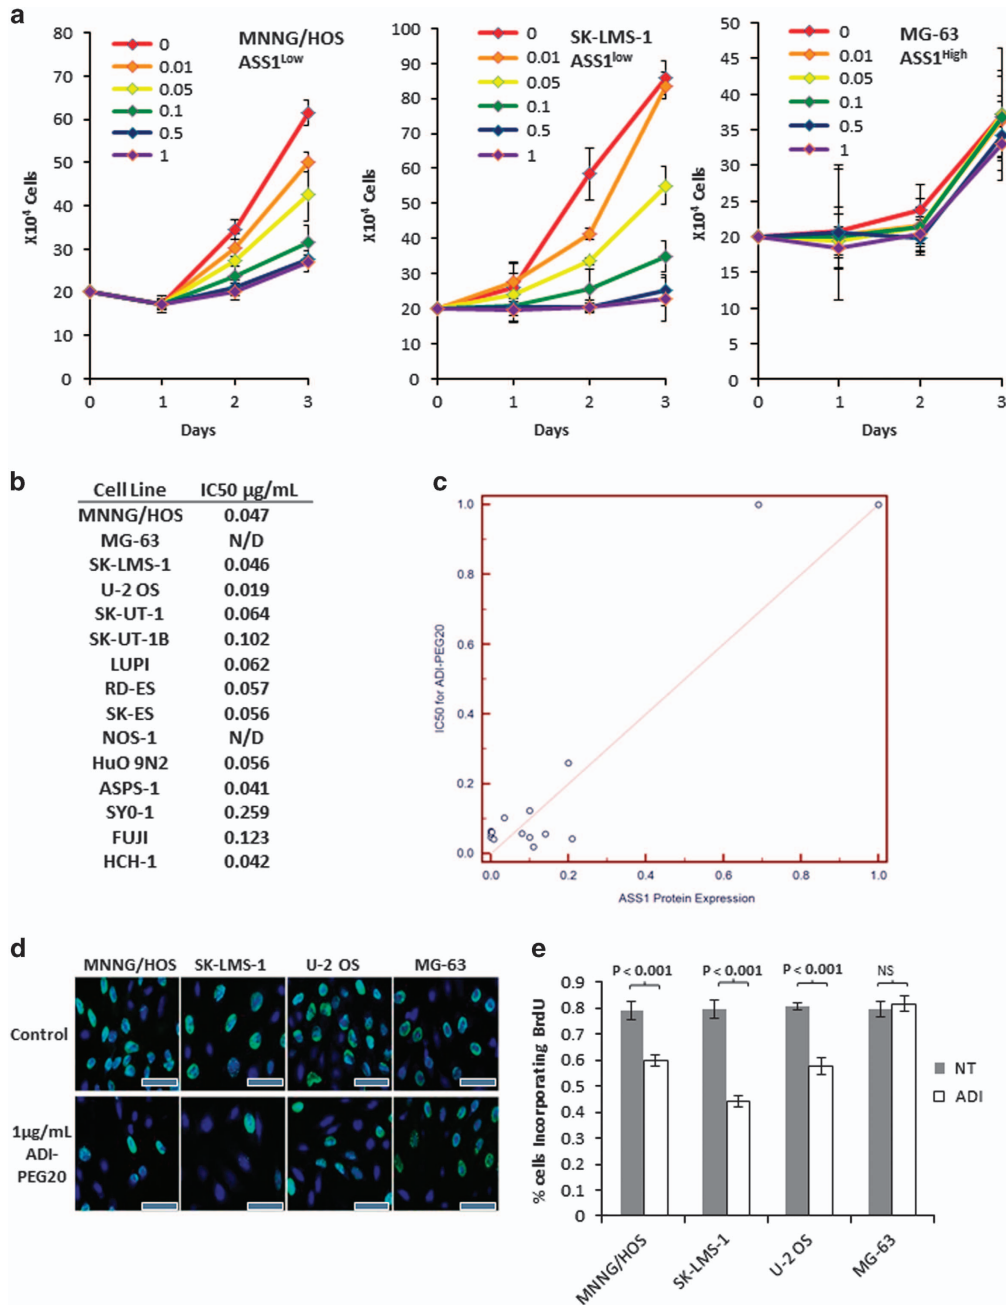 a
MNNG/HOS
ASS1Low
0
0.01
0.05
0.1
0.5
1
X10⁴ Cells
80
70
60
50
40
30
20
10
0
0 1 2 3
Days
SK-LMS-1
ASS1low
0
0.01
0.05
0.1
0.5
1
X10⁴ Cells
100
90
80
70
60
50
40
30
20
10
0
0 1 2 3
Days
MG-63
ASS1High
0
0.01
0.05
0.1
0.5
1
X10⁴ Cells
50
45
40
35
30
25
20
15
10
5
0
0 1 2 3
Days
b
Cell Line IC50 µg/mL
MNNG/HOS 0.047
MG-63 N/D
SK-LMS-1 0.046
U-2 OS 0.019
SK-UT-1 0.064
SK-UT-1B 0.102
LUPI 0.062
RD-ES 0.057
SK-ES 0.056
NOS-1 N/D
HuO 9N2 0.056
ASPS-1 0.041
SY0-1 0.259
FUJI 0.123
HCH-1 0.042
c
IC50 for ADI-PEG20
1.0
0.8
0.6
0.4
0.2
0.0
0.0 0.2 0.4 0.6 0.8 1.0
ASS1 Protein Expression
d
MNNG/HOS SK-LMS-1 U-2 OS MG-63
Control
1µg/mL
ADI-
PEG20
e
P < 0.001 P < 0.001 P < 0.001 NS
% cells Incorporating BrdU
0.9
0.8
0.7
0.6
0.5
0.4
0.3
0.2
0.1
0
MNNG/HOS
SK-LMS-1
U-2 OS
MG-63
NT
ADI